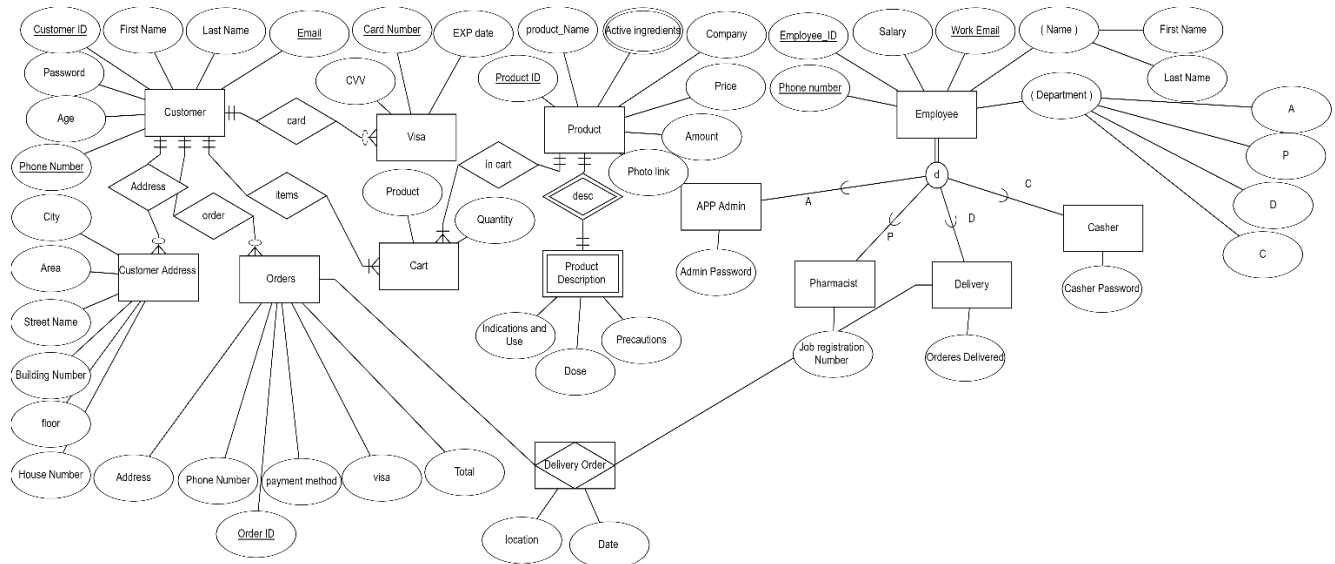 Customer ID
First Name
Last Name
Email
Card Number
EXP date
product_Name
Active ingredients
Company
Employee_ID
Salary
Work Email
( Name )
First Name
Password
CVV
Product ID
Price
Phone number
Last Name
( Department )
Customer
card
Visa
Product
Employee
A
Age
Amount
P
Phone Number
Address
in cart
Photo link
d
C
D
items
Product
desc
APP Admin
A
D
C
City
order
Quantity
P
Casher
Area
Customer Address
Orders
Cart
Product
Description
Admin Password
Pharmacist
Delivery
Casher Password
Street Name
Indications and
Use
Precautions
Job registration
Number
Orderes Delivered
Building Number
Dose
floor
House Number
Address
Phone Number
payment method
visa
Total
Delivery Order
Order ID
location
Date